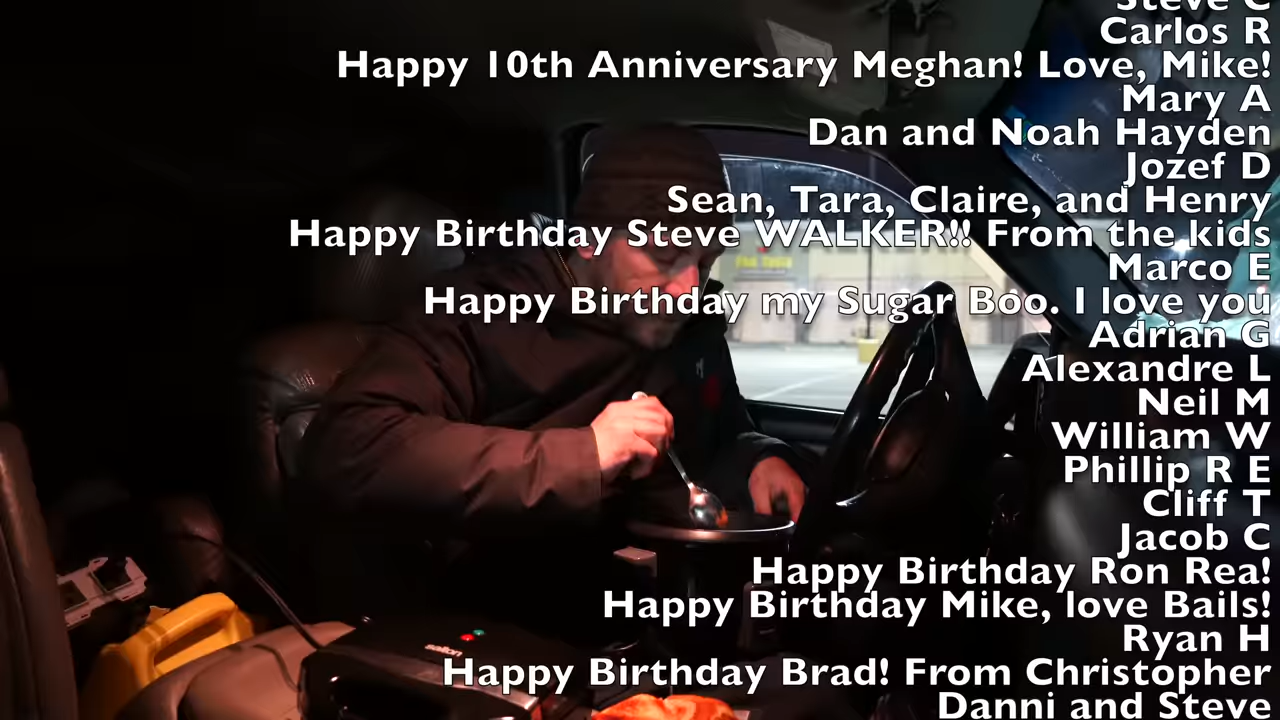 Steve C
Carlos R
Happy 10th Anniversary Meghan! Love, Mike!
Mary A
Dan and Noah Hayden
Jozef D
Sean, Tara, Claire, and Henry
Happy Birthday Steve WALKER!! From the kids
Marco E
Happy Birthday my Sugar Boo. I love you
Adrian G
Alexandre L
Neil M
William W
Phillip R E
Cliff T
Jacob C
Happy Birthday Ron Rea!
Happy Birthday Mike, love Bails!
Ryan H
salton
Happy Birthday Brad! From Christopher
Danni and Steve